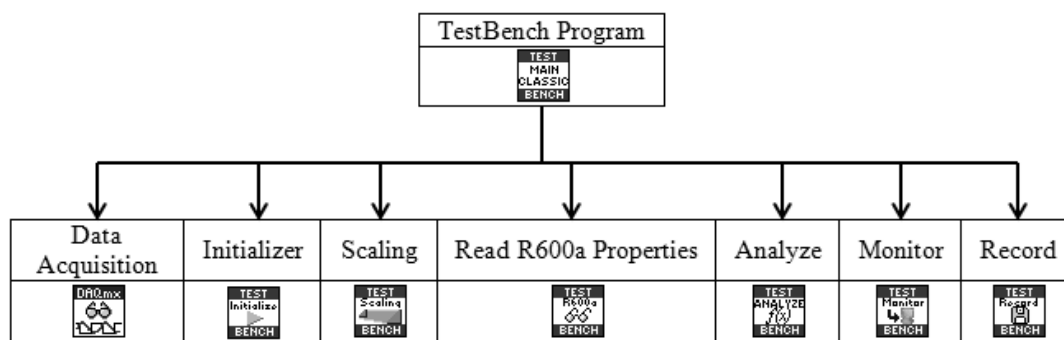 TestBench Program
TEST
MAIN
CLASSIC
BENCH
Data
Acquisition
Initializer
Scaling
Read R600a Properties
Analyze
Monitor
Record
DAQmx
TEST
Initialize
BENCH
TEST
Scaling
BENCH
TEST
R600a
BENCH
TEST
ANALYZE
f(x)
BENCH
TEST
Monitor
BENCH
TEST
Record
BENCH